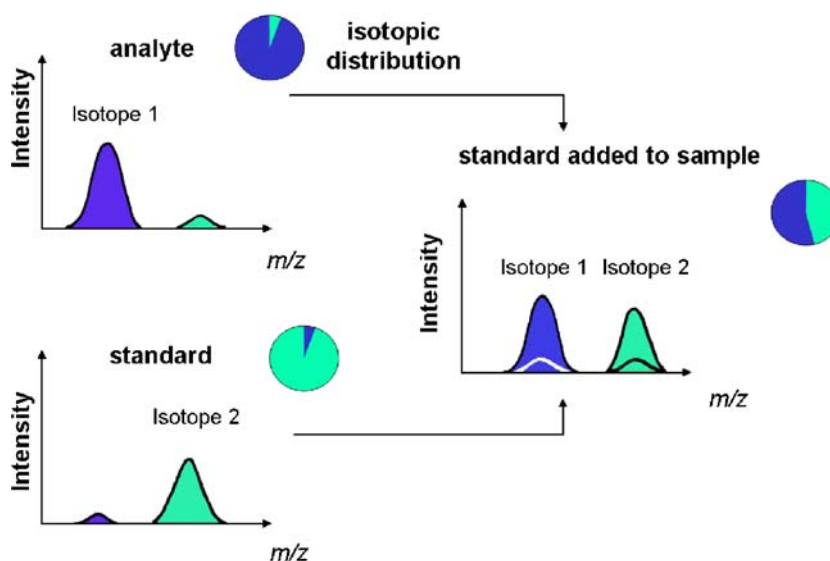 analyte
isotopic
distribution
Intensity
Isotope 1
m/z
standard added to sample
Intensity
Isotope 1 Isotope 2
m/z
standard
Intensity
Isotope 2
m/z